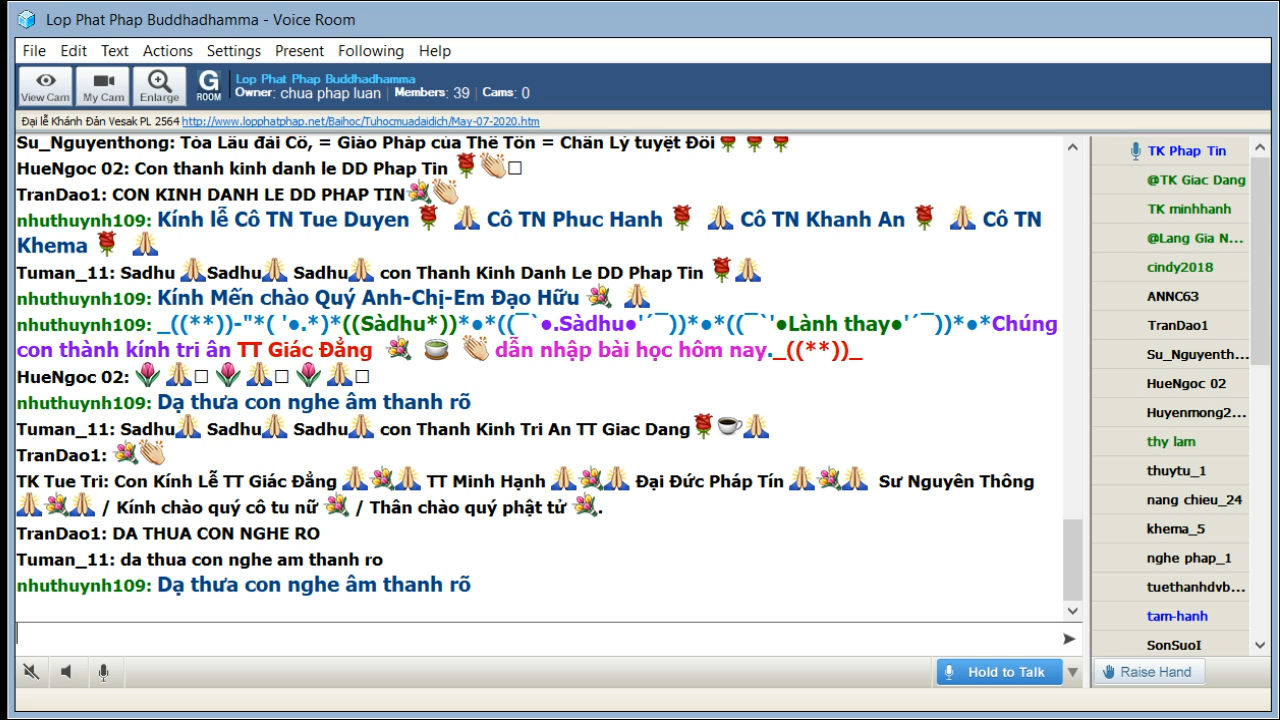 Lop Phat Phap Buddhadhamma - Voice Room
File Edit Text Actions Settings Present Following Help
View Cam My Cam Enlarge G ROOM
Lop Phat Phap Buddhadhamma
Owner: chua phap luan | Members: 39 | Cams: 0
Đại lễ Khánh Đản Vesak PL 2564 http://www.lopphatphap.net/Baihoc/Tuhocmuadaidich/May-07-2020.htm
Su_Nguyenthong: Tòa Lâu đài Cổ, = Giáo Pháp của Thế Tôn = Chân Lý tuyệt Đối 🌹 🌹 🌹
HueNgoc 02: Con thanh kinh danh le DD Phap Tin 🌹👏□
TranDao1: CON KINH DANH LE DD PHAP TIN💐👏
nhuthuynh109: Kính lễ Cô TN Tue Duyen 🌹 🙏 Cô TN Phuc Hanh 🌹 🙏 Cô TN Khanh An 🌹 🙏 Cô TN
Khema 🌹 🙏
Tuman_11: Sadhu 🙏Sadhu🙏 Sadhu🙏 con Thanh Kinh Danh Le DD Phap Tin 🌹🙏
nhuthuynh109: Kính Mến chào Quý Anh-Chị-Em Đạo Hữu 💐 🙏
nhuthuynh109: _((**))-"*( '●.*)*((Sàdhu*))*●*((¯`●.Sàdhu●'´¯))*●*((¯`'●Lành thay●'´¯))*●*Chúng
con thành kính tri ân TT Giác Đẳng 💐 🍵 👏 dẫn nhập bài học hôm nay._((**))_
HueNgoc 02: 🌷🙏□ 🌷🙏□ 🌷🙏□
nhuthuynh109: Dạ thưa con nghe âm thanh rõ
Tuman_11: Sadhu🙏 Sadhu🙏 Sadhu🙏 con Thanh Kinh Tri An TT Giac Dang🌹☕🙏
TranDao1: 💐👏
TK Tue Tri: Con Kính Lễ TT Giác Đẳng 🙏💐🙏 TT Minh Hạnh 🙏💐🙏 Đại Đức Pháp Tín 🙏💐🙏 Sư Nguyên Thông
🙏💐🙏 / Kính chào quý cô tu nữ 💐 / Thân chào quý phật tử 💐.
TranDao1: DA THUA CON NGHE RO
Tuman_11: da thua con nghe am thanh ro
nhuthuynh109: Dạ thưa con nghe âm thanh rõ
TK Phap Tin
@TK Giac Dang
TK minhhanh
@Lang Gia N...
cindy2018
ANNC63
TranDao1
Su_Nguyenth...
HueNgoc 02
Huyenmong2...
thy lam
thuytu_1
nang chieu_24
khema_5
nghe phap_1
tuethanhdvb...
tam-hanh
SonSuoI
Hold to Talk
Raise Hand